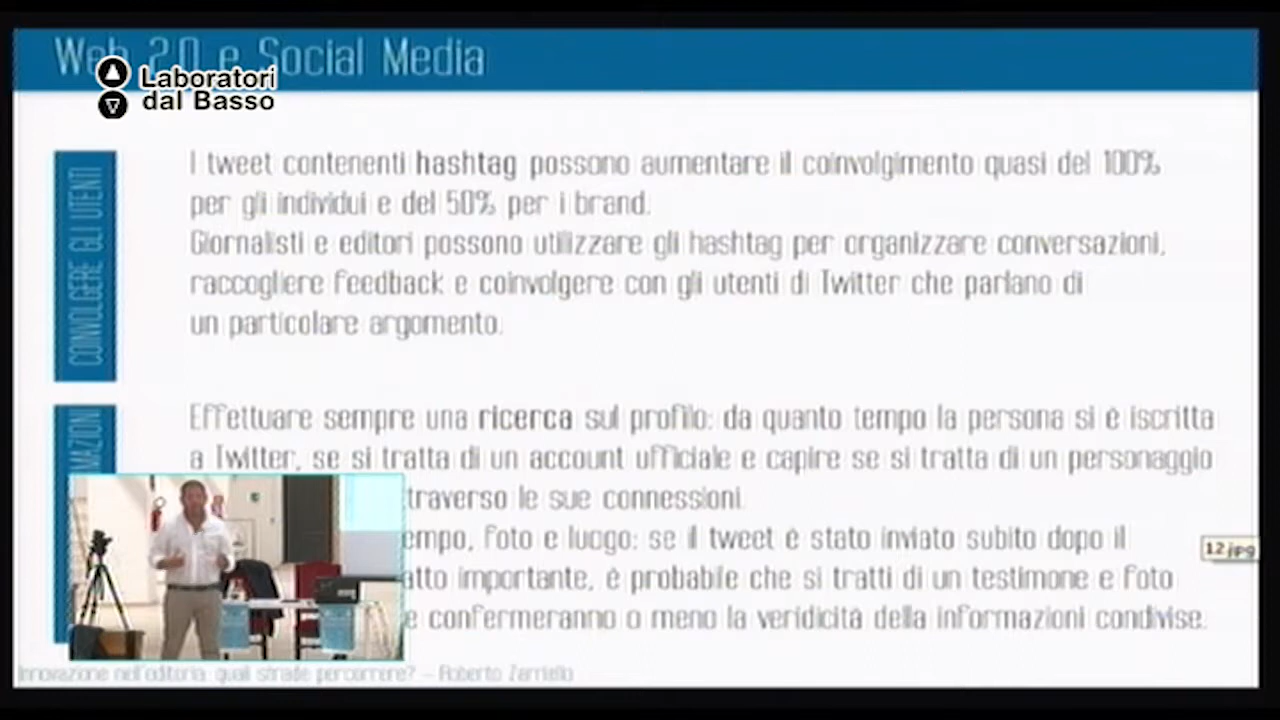 Web 2.0 e Social Media
Laboratori
dal Basso
COINVOLGERE GLI UTENTI
I tweet contenenti hashtag possono aumentare il coinvolgimento quasi del 100%
per gli individui e del 50% per i brand.
Giornalisti e editori possono utilizzare gli hashtag per organizzare conversazioni,
raccogliere feedback e coinvolgere con gli utenti di Twitter che parlano di
un particolare argomento.
MAZIONI
Effettuare sempre una ricerca sul profilo: da quanto tempo la persona si è iscritta
a Twitter, se si tratta di un account ufficiale e capire se si tratta di un personaggio
traverso le sue connessioni.
empo, foto e luogo: se il tweet è stato inviato subito dopo il
atto importante, è probabile che si tratti di un testimone e foto
e confermeranno o meno la veridicità della informazioni condivise.
12.jpg
Innovazione nell'editoria: quali strade percorrere? – Roberto Zarriello